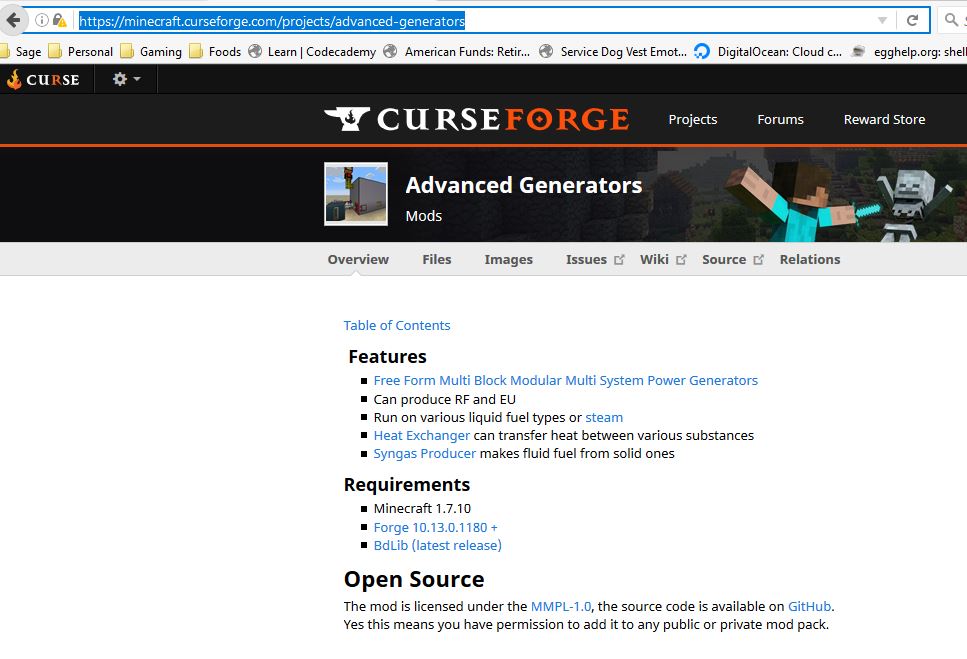 https://minecraft.curseforge.com/projects/advanced-generators
Sage Personal Gaming Foods Learn | Codecademy American Funds: Retir... Service Dog Vest Emot... DigitalOcean: Cloud c... egghelp.org: shell
CURSE
CURSEFORGE Projects Forums Reward Store
Advanced Generators
Mods
Overview Files Images Issues Wiki Source Relations
Table of Contents
Features
Free Form Multi Block Modular Multi System Power Generators
Can produce RF and EU
Run on various liquid fuel types or steam
Heat Exchanger can transfer heat between various substances
Syngas Producer makes fluid fuel from solid ones
Requirements
Minecraft 1.7.10
Forge 10.13.0.1180 +
BdLib (latest release)
Open Source
The mod is licensed under the MMPL-1.0, the source code is available on GitHub.
Yes this means you have permission to add it to any public or private mod pack.